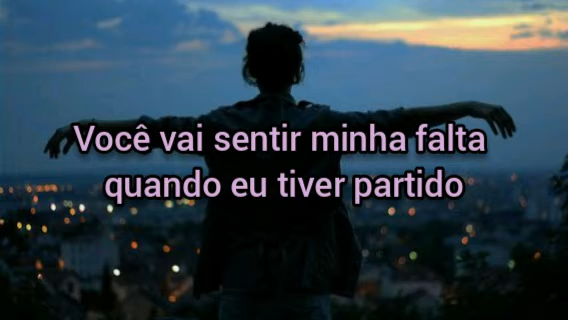 Você vai sentir minha falta
quando eu tiver partido